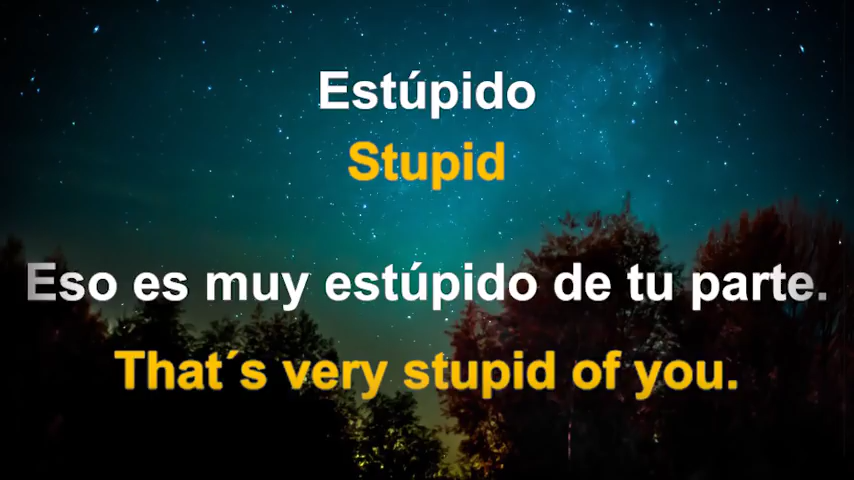 Estúpido
Stupid
Eso es muy estúpido de tu parte.
That´s very stupid of you.